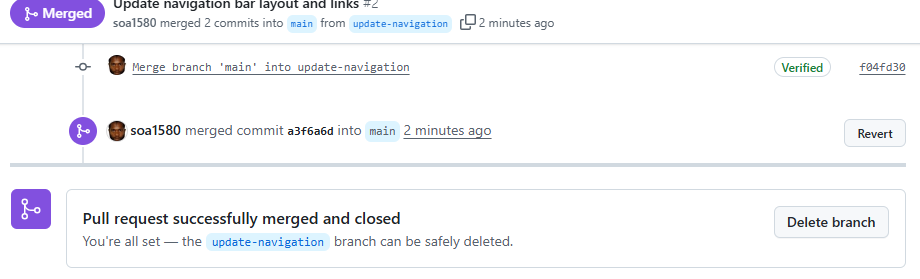 Merged
Update navigation bar layout and links #2
soa1580 merged 2 commits into main from update-navigation 2 minutes ago
Merge branch 'main' into update-navigation
Verified
f04fd30
soa1580 merged commit a3f6a6d into main 2 minutes ago
Revert
Pull request successfully merged and closed
You're all set — the update-navigation branch can be safely deleted.
Delete branch